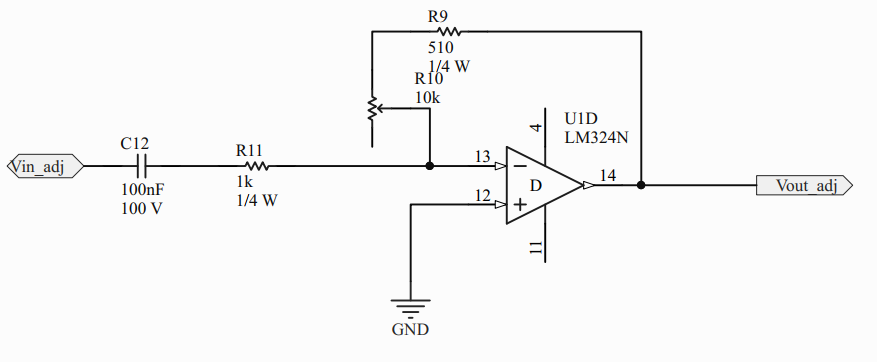 R9
510
1/4 W
R10
10k
U1D
LM324N
4
C12
R11
13
14
Vin_adj
D
Vout_adj
1k
12
100nF
1/4 W
100 V
11
GND